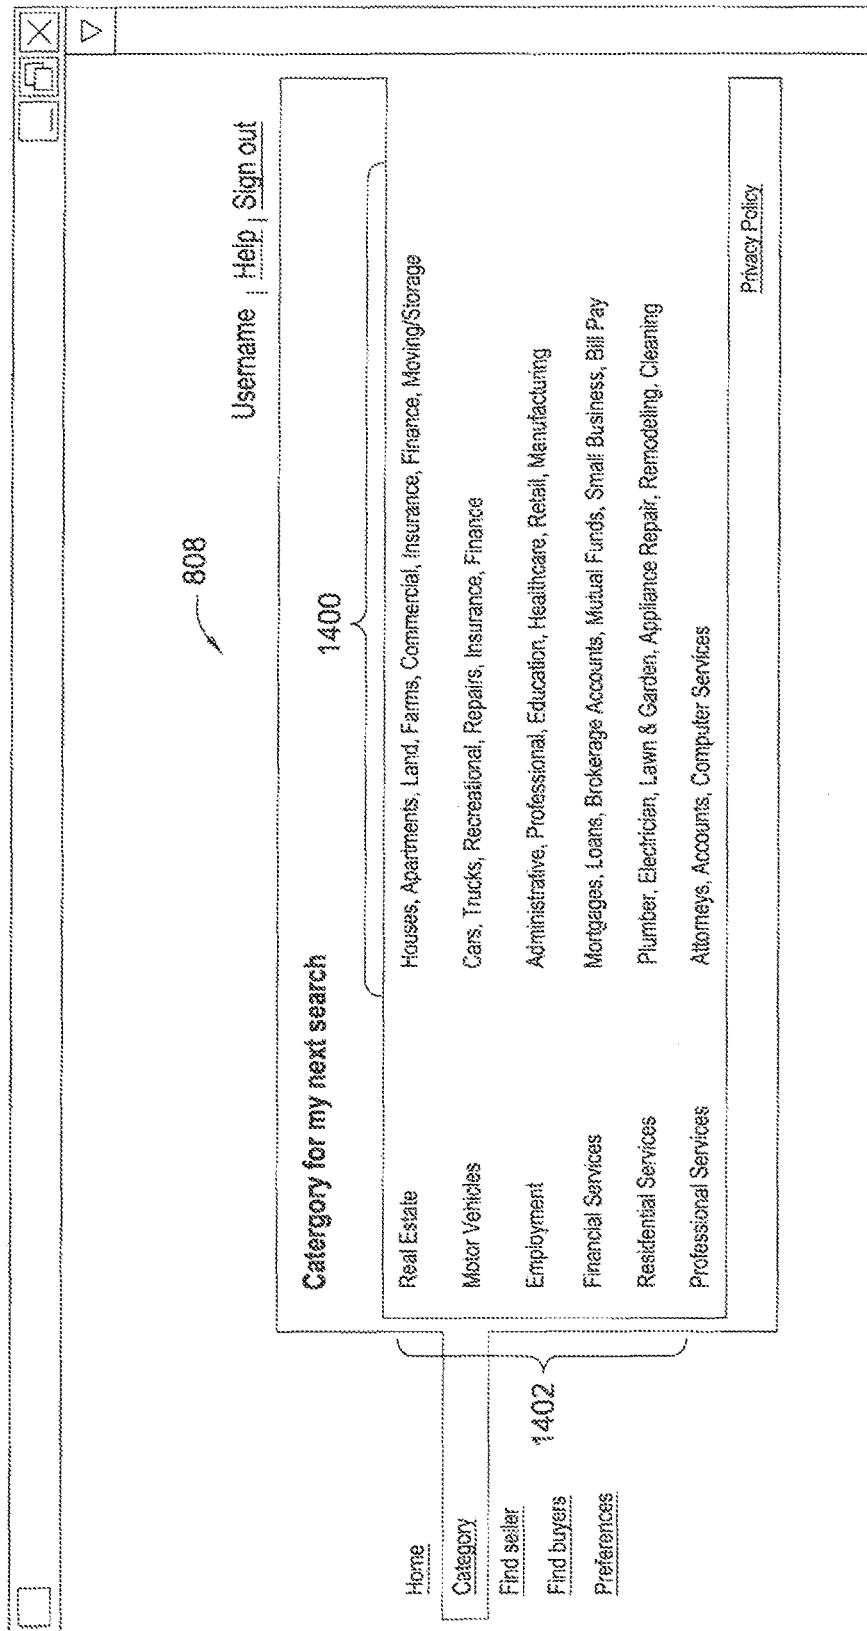 808
Username | Help | Sign out
Catergory for my next search
1400
Home
Category
Find seller
Find buyers
Preferences
1402
Real Estate Houses, Apartments, Land, Farms, Commercial, Insurance, Finance, Moving/Storage
Motor Vehicles Cars, Trucks, Recreational, Repairs, Insurance, Finance
Employment Administrative, Professional, Education, Healthcare, Retail, Manufacturing
Financial Services Mortgages, Loans, Brokerage Accounts, Mutual Funds, Small Business, Bill Pay
Residential Services Plumber, Electrician, Lawn & Garden, Appliance Repair, Remodeling, Cleaning
Professional Services Attorneys, Accounts, Computer Services
Privacy Policy